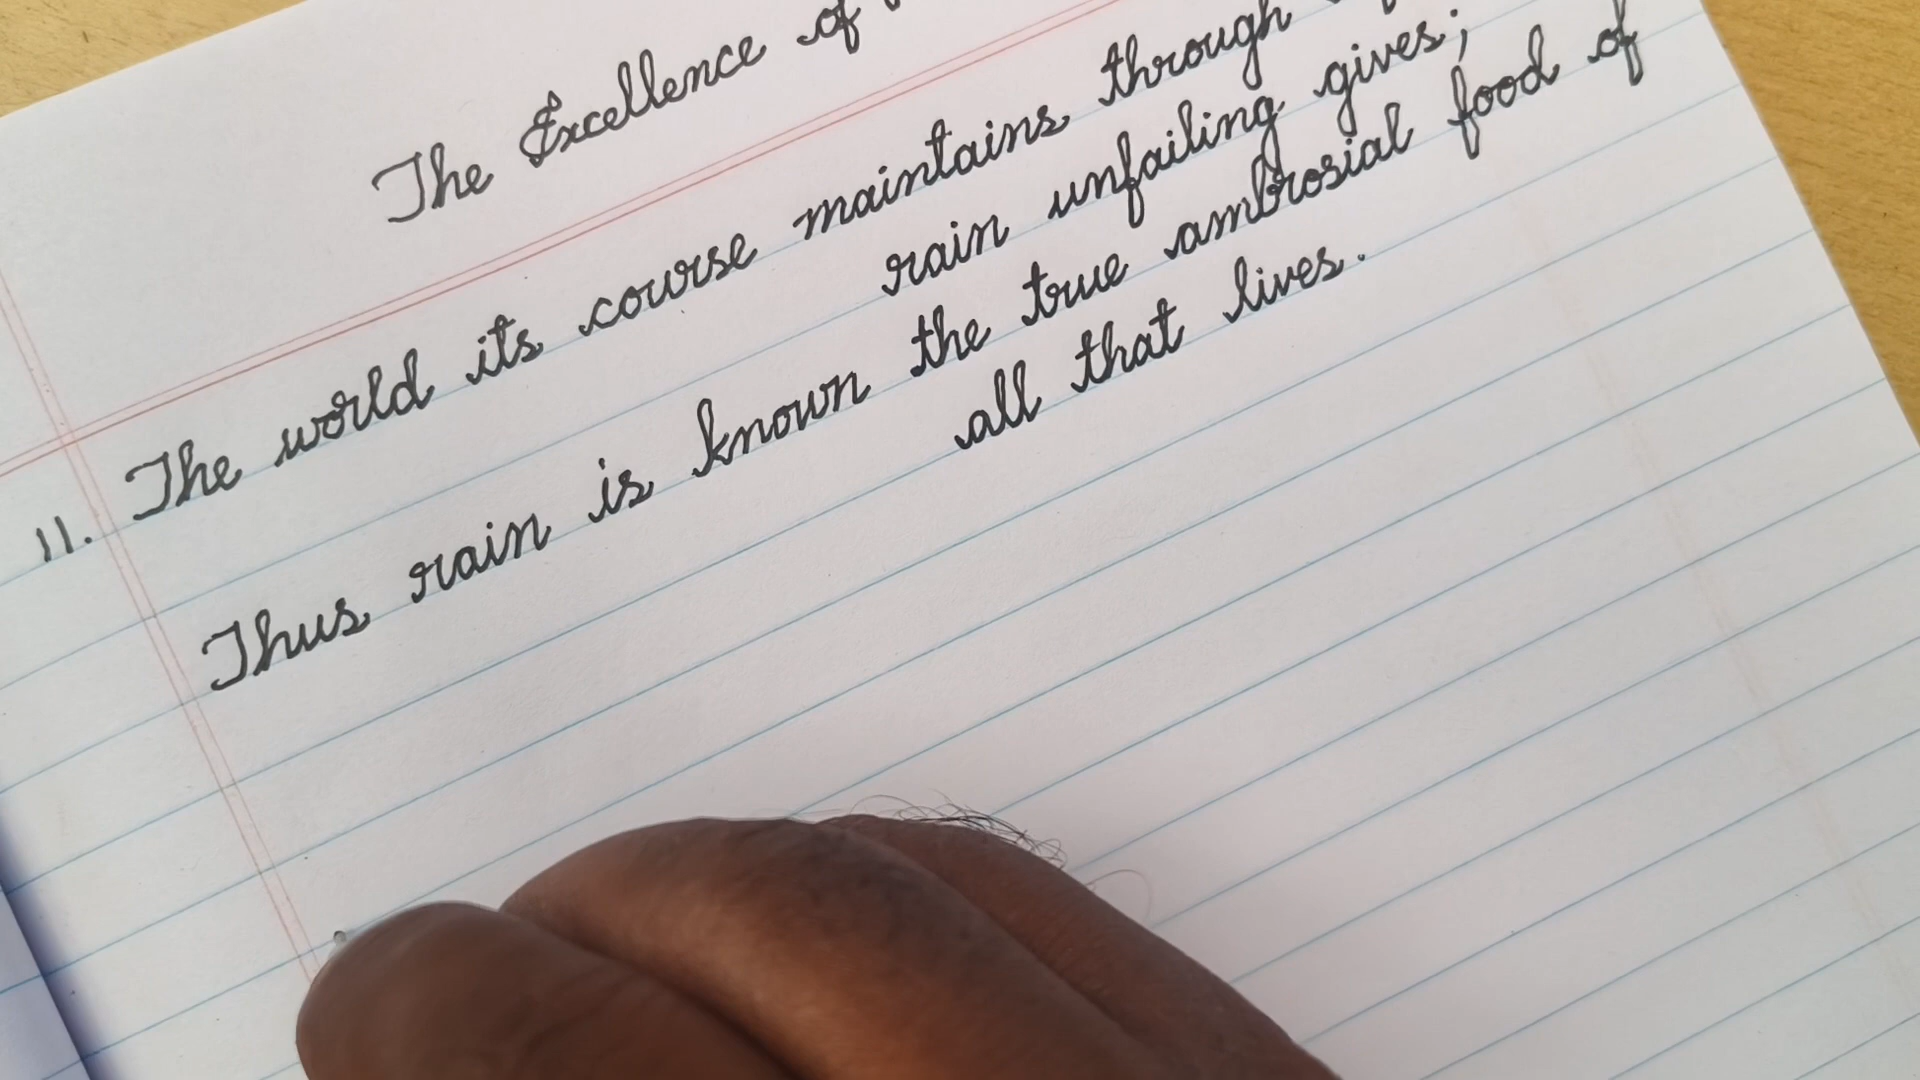 The Excellence of
11. The world its course maintains through
rain unfailing gives;
Thus rain is known the true ambrosial food of
all that lives.